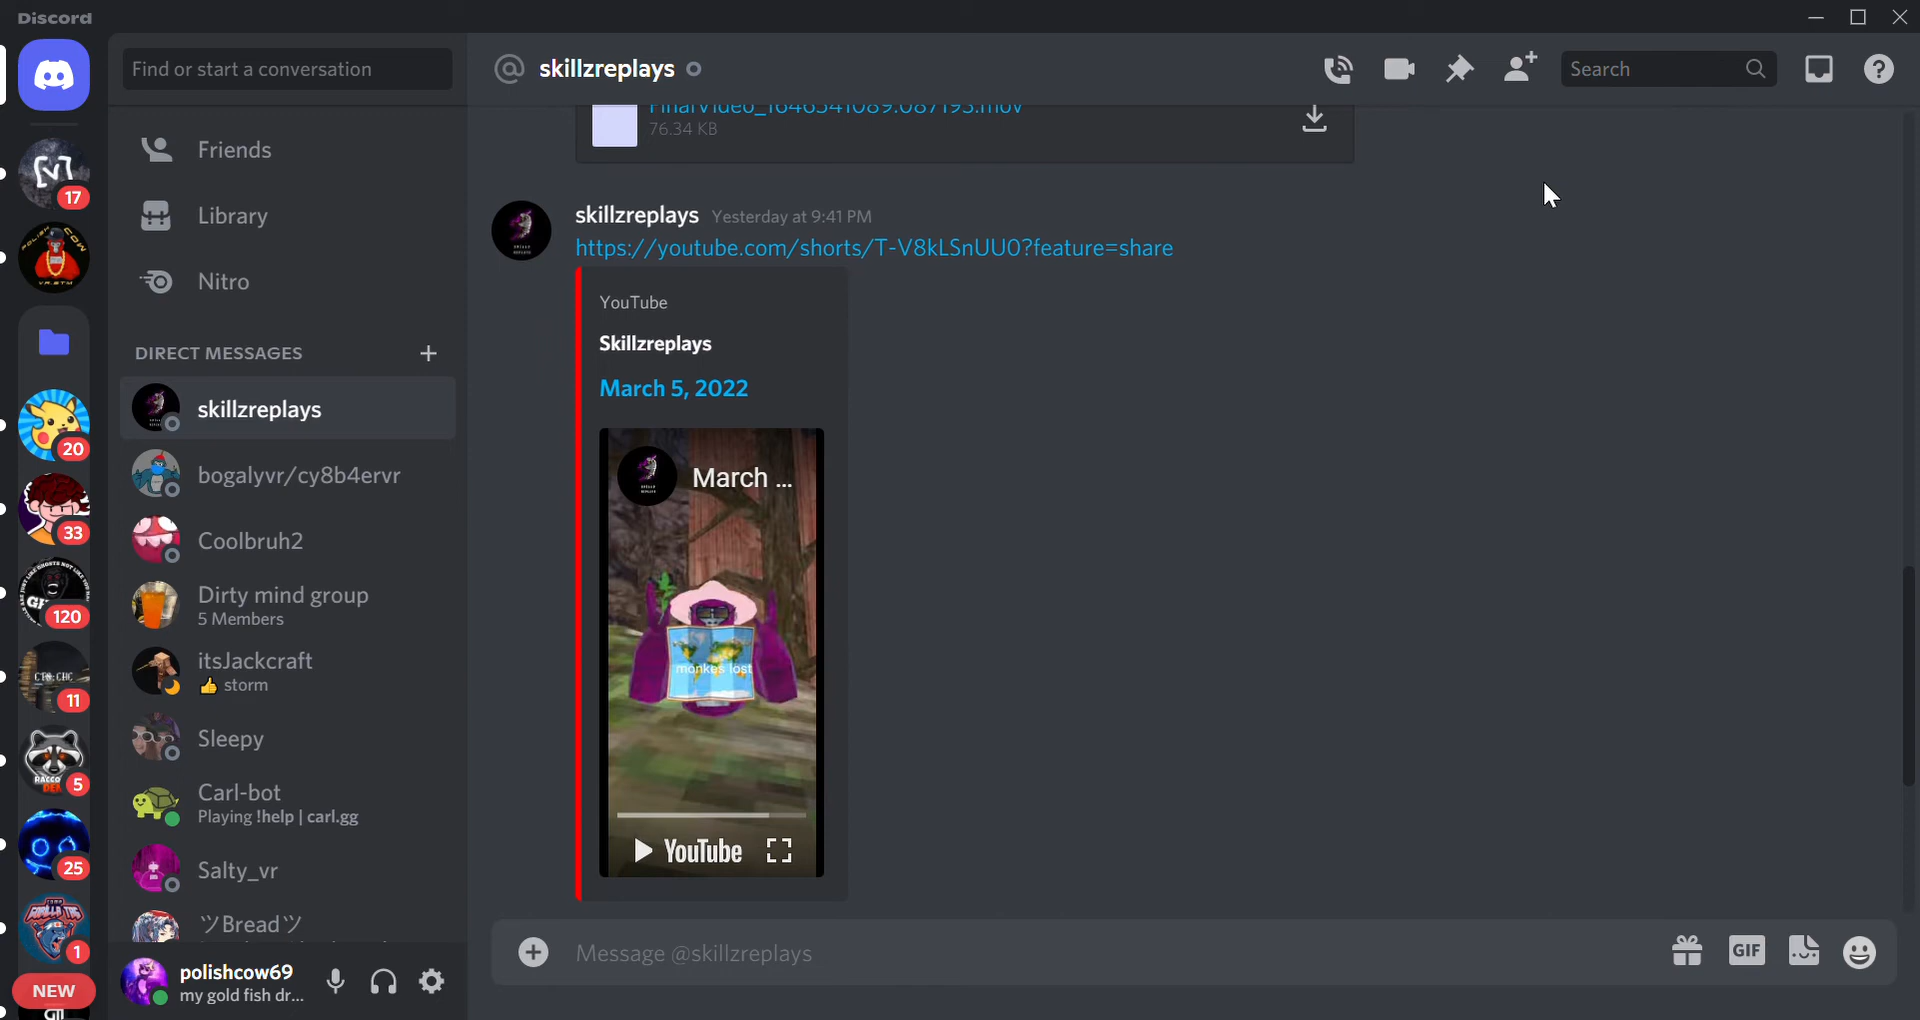 Discord
Find or start a conversation
@ skillzreplays
Search
FinalVideo_1646541089.087193.mov
76.34 KB
Friends
Library
Nitro
DIRECT MESSAGES
skillzreplays
bogalyvr/cy8b4ervr
Coolbruh2
Dirty mind group
5 Members
itsJackcraft
👍 storm
Sleepy
Carl-bot
Playing !help | carl.gg
Salty_vr
ツBreadツ
polishcow69
my gold fish dr...
17
20
33
120
11
5
25
1
NEW
skillzreplays Yesterday at 9:41 PM
https://youtube.com/shorts/T-V8kLSnUU0?feature=share
YouTube
Skillzreplays
March 5, 2022
March ...
monkes lost
YouTube
Message @skillzreplays
GIF